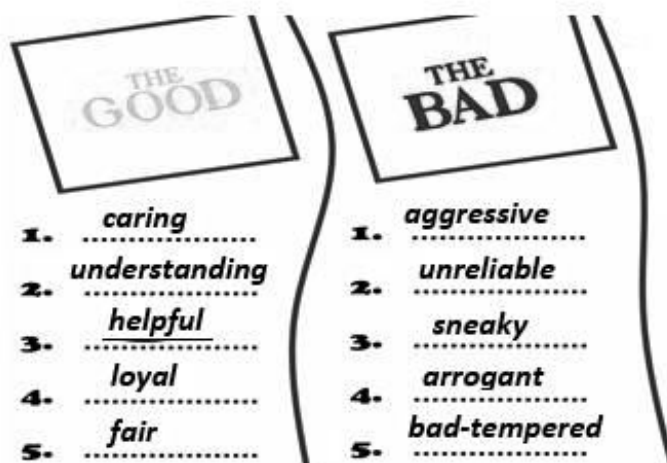 THE
GOOD
1. caring
2. understanding
3. helpful
4. loyal
5. fair
THE
BAD
1. aggressive
2. unreliable
3. sneaky
4. arrogant
5. bad-tempered